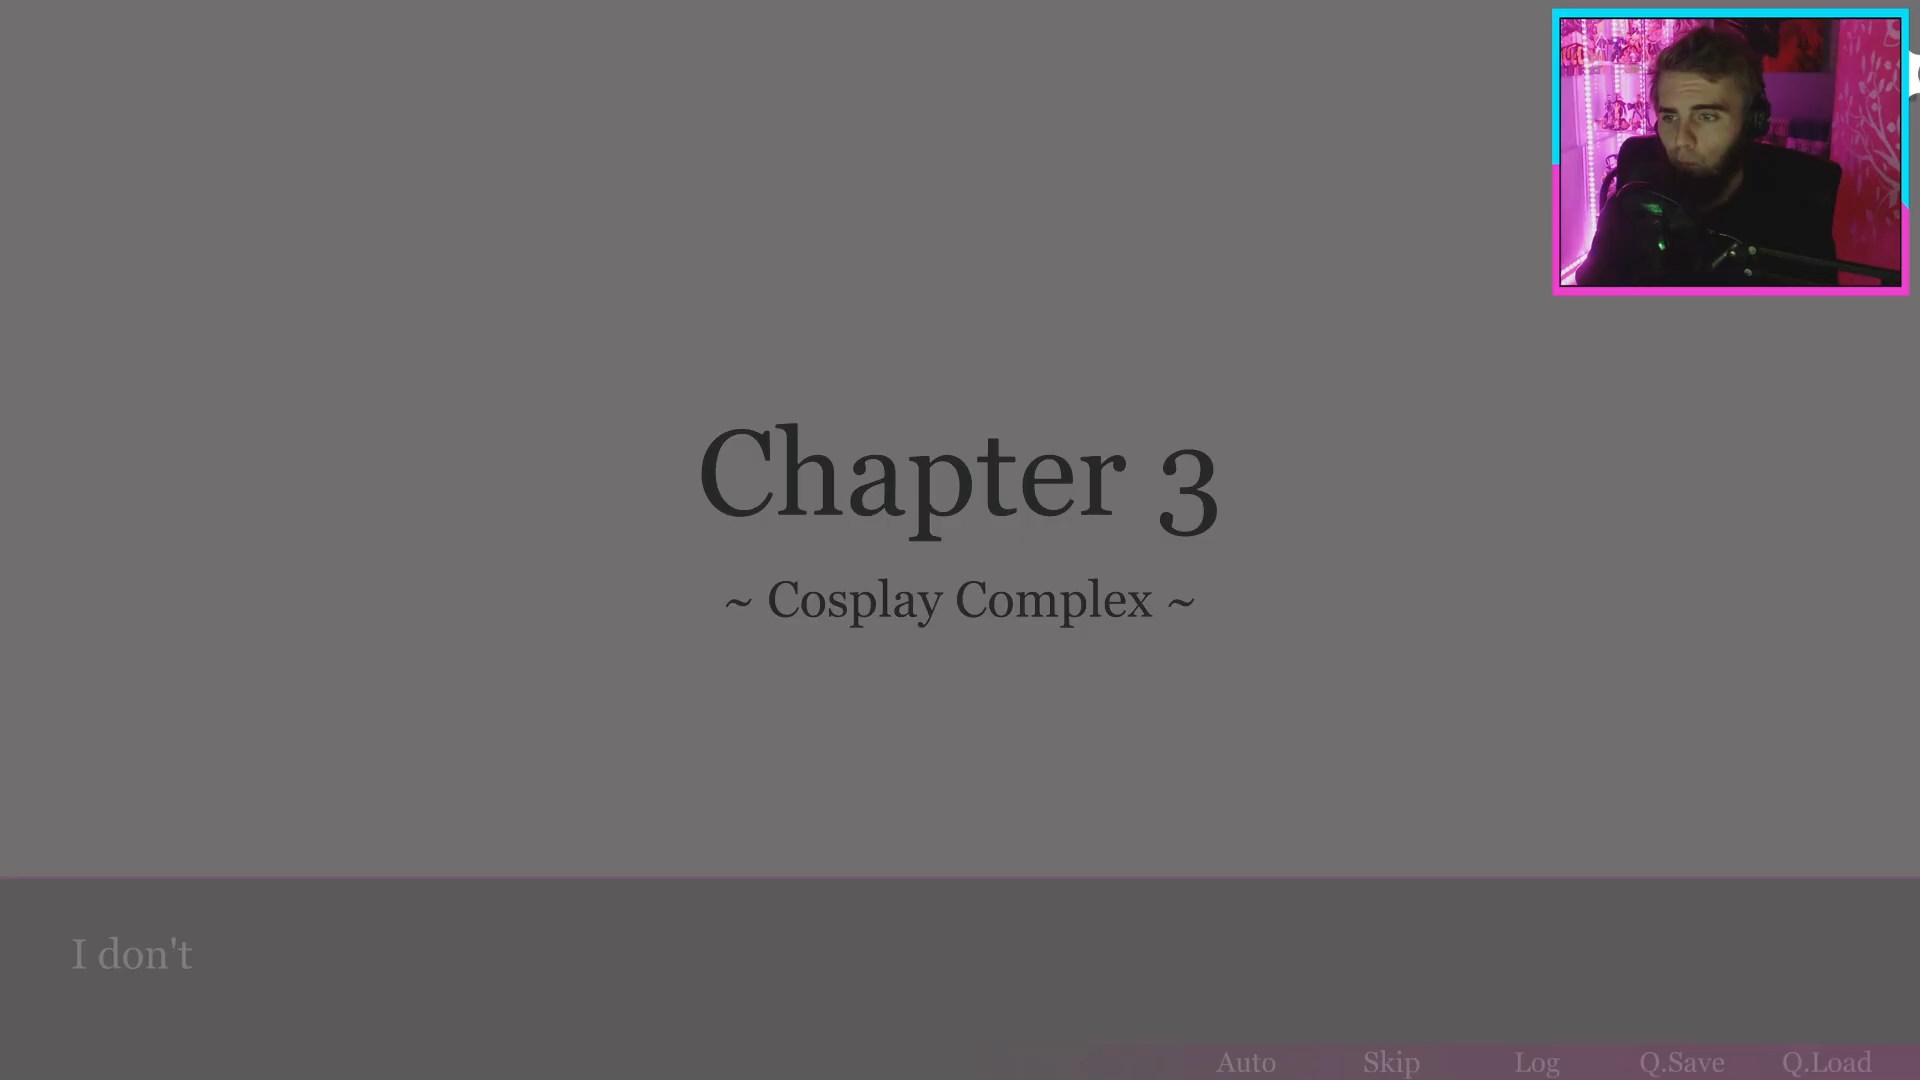 Chapter 3
~ Cosplay Complex ~
I don't
Auto Skip Log Q.Save Q.Load